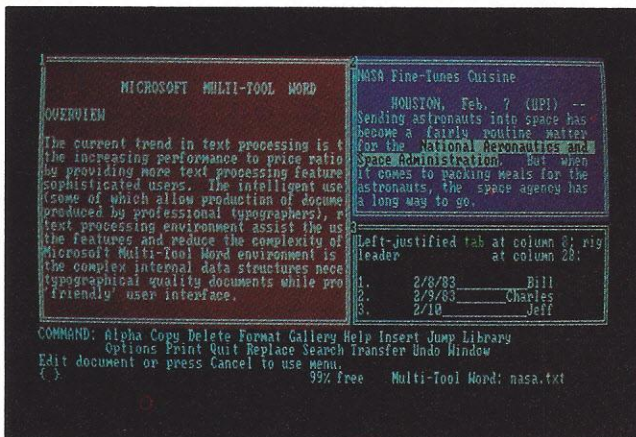 1
MICROSOFT MULTI-TOOL WORD
OVERVIEW
The current trend in text processing is t
the increasing performance to price ratio
by providing more text processing feature
sophisticated users. The intelligent use
(some of which allow production of docume
produced by professional typographers), r
text processing environment assist the us
the features and reduce the complexity of
Microsoft Multi-Tool Word environment is
the complex internal data structures nece
typographical quality documents while pro
'friendly' user interface.
2
NASA Fine-Tunes Cuisine
HOUSTON, Feb. 7 (UPI) --
Sending astronauts into space has
become a fairly routine matter
for the National Aeronautics and
Space Administration. But when
it comes to packing meals for the
astronauts, the space agency has
a long way to go.
3
Left-justified tab at column 8; rig
leader at column 28:
1. 2/8/83________Bill
2. 2/9/83________Charles
3. 2/10__________Jeff
COMMAND: Alpha Copy Delete Format Gallery Help Insert Jump Library
Options Print Quit Replace Search Transfer Undo Window
Edit document or press Cancel to use menu.
{ } 99% free Multi-Tool Word: nasa.txt